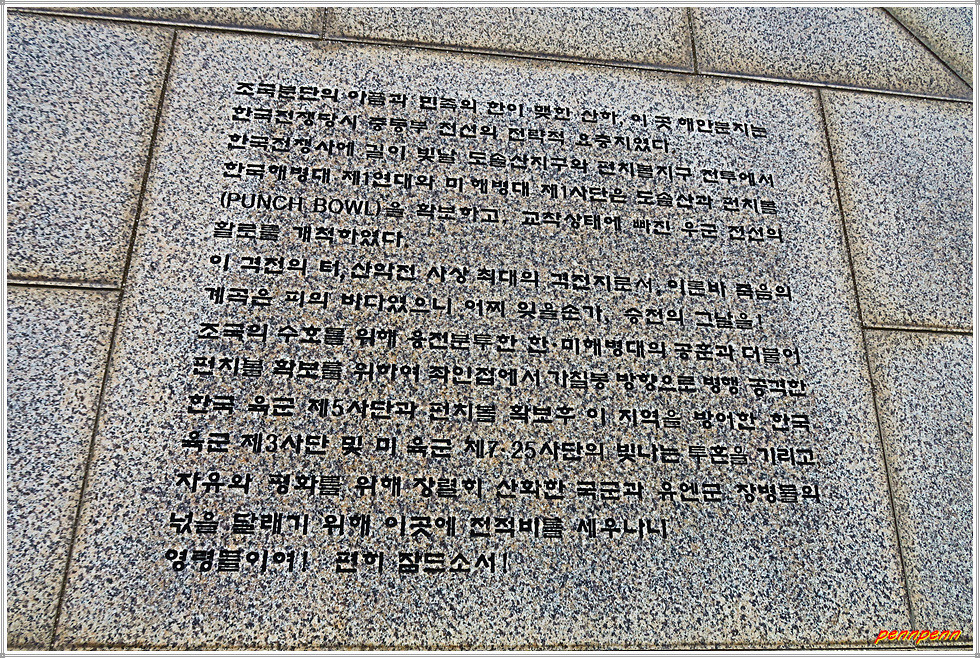 조국분단의 아픔과 민족의 한이 맺힌 산하, 이 곳 해안분지는
한국전쟁당시 중동부 전선의 전략적 요충지였다.
한국전쟁사에 길이 빛날 도솔산지구와 펀치볼지구 전투에서
한국해병대 제1연대와 미 해병대 제1사단은 도솔산과 펀치볼
(PUNCH BOWL)을 확보하고, 교착상태에 빠진 우군 전선의
활로를 개척하였다.
이 격전의 터, 산악전 사상 최대의 격전지로서, 이른바 죽음의
계곡은 피의 바다였으니 어찌 잊을손가, 승전의 그날을!
조국의 수호를 위해 용전분투한 한·미해병대의 공훈과 더불어
펀치볼 확보를 위하여 좌인접에서 가칠봉 방향으로 병행 공격한
한국 육군 제5사단과 펀치볼 확보후 이 지역을 방어한 한국
육군 제3사단 및 미 육군 제7·25사단의 빛나는 투혼을 기리고
자유와 평화를 위해 장렬히 산화한 국군과 유엔군 장병들의
넋을 달래기 위해 이곳에 전적비를 세우나니
영령들이여! 편히 잠드소서!
pennpenn